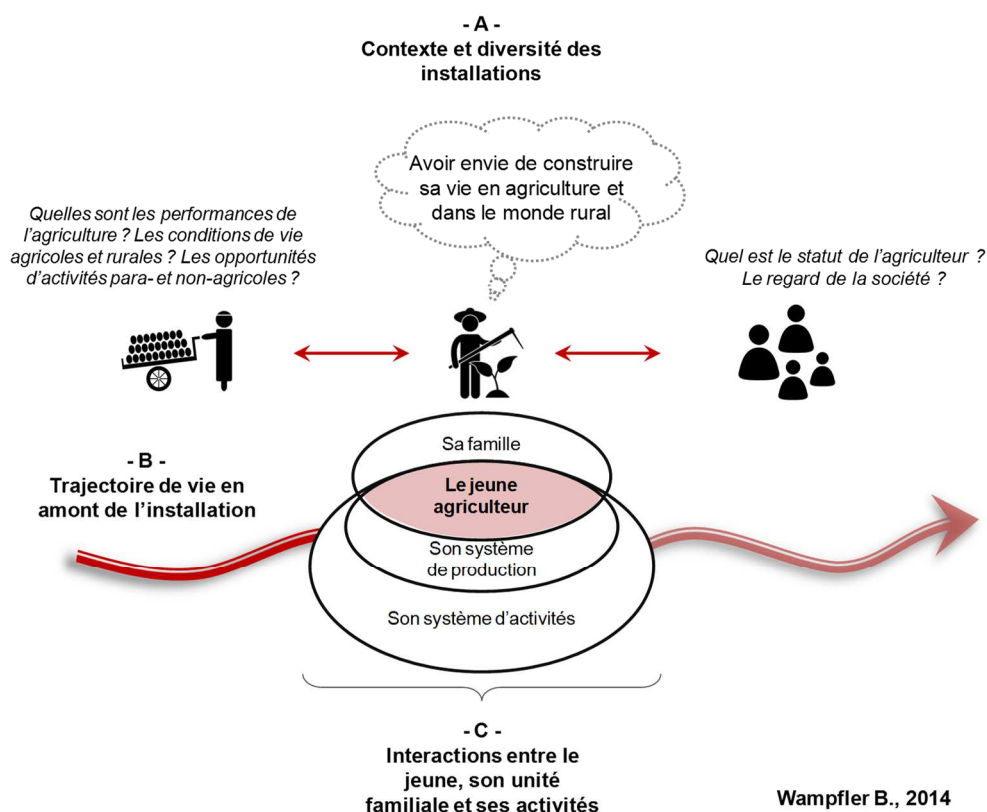 - A -
Contexte et diversité des
installations
Avoir envie de construire
sa vie en agriculture et
dans le monde rural
Quelles sont les performances de
l'agriculture ? Les conditions de vie
agricoles et rurales ? Les opportunités
d'activités para- et non-agricoles ?
Quel est le statut de l'agriculteur ?
Le regard de la société ?
Sa famille
- B -
Trajectoire de vie en
amont de l'installation
Le jeune
agriculteur
Son système
de production
Son système d'activités
- C -
Interactions entre le
jeune, son unité
familiale et ses activités
Wampfler B., 2014